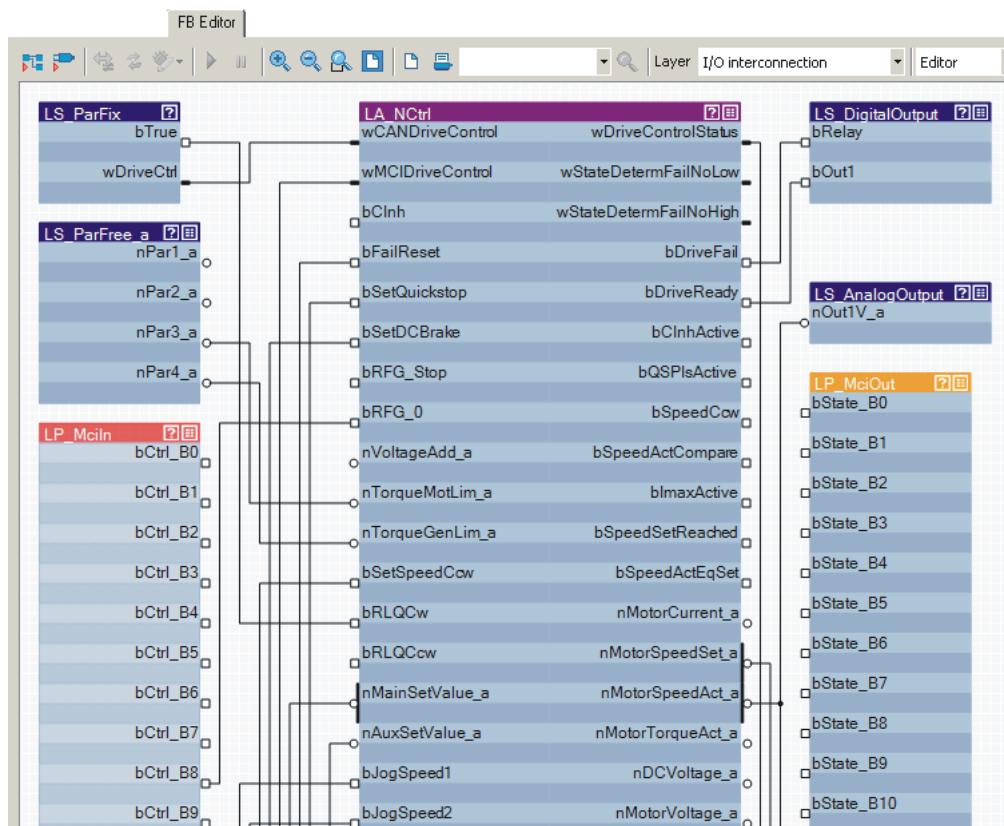 FB Editor
Layer
I/O interconnection
Editor
LS_ParFix
bTrue
wDriveCtrl
LS_ParFree_a
nPar1_a
nPar2_a
nPar3_a
nPar4_a
LP_MciIn
bCtrl_B0
bCtrl_B1
bCtrl_B2
bCtrl_B3
bCtrl_B4
bCtrl_B5
bCtrl_B6
bCtrl_B7
bCtrl_B8
bCtrl_B9
LA_NCtrl
wCANDriveControl
wMCIDriveControl
bCInh
bFailReset
bSetQuickstop
bSetDCBrake
bRFG_Stop
bRFG_0
nVoltageAdd_a
nTorqueMotLim_a
nTorqueGenLim_a
bSetSpeedCcw
bRLQCw
bRLQCcw
nMainSetValue_a
nAuxSetValue_a
bJogSpeed1
bJogSpeed2
wDriveControlStatus
wStateDetermFailNoLow
wStateDetermFailNoHigh
bDriveFail
bDriveReady
bCInhActive
bQSPIsActive
bSpeedCcw
bSpeedActCompare
bImaxActive
bSpeedSetReached
bSpeedActEqSet
nMotorCurrent_a
nMotorSpeedSet_a
nMotorSpeedAct_a
nMotorTorqueAct_a
nDCVoltage_a
nMotorVoltage_a
LS_DigitalOutput
bRelay
bOut1
LS_AnalogOutput
nOut1V_a
LP_MciOut
bState_B0
bState_B1
bState_B2
bState_B3
bState_B4
bState_B5
bState_B6
bState_B7
bState_B8
bState_B9
bState_B10